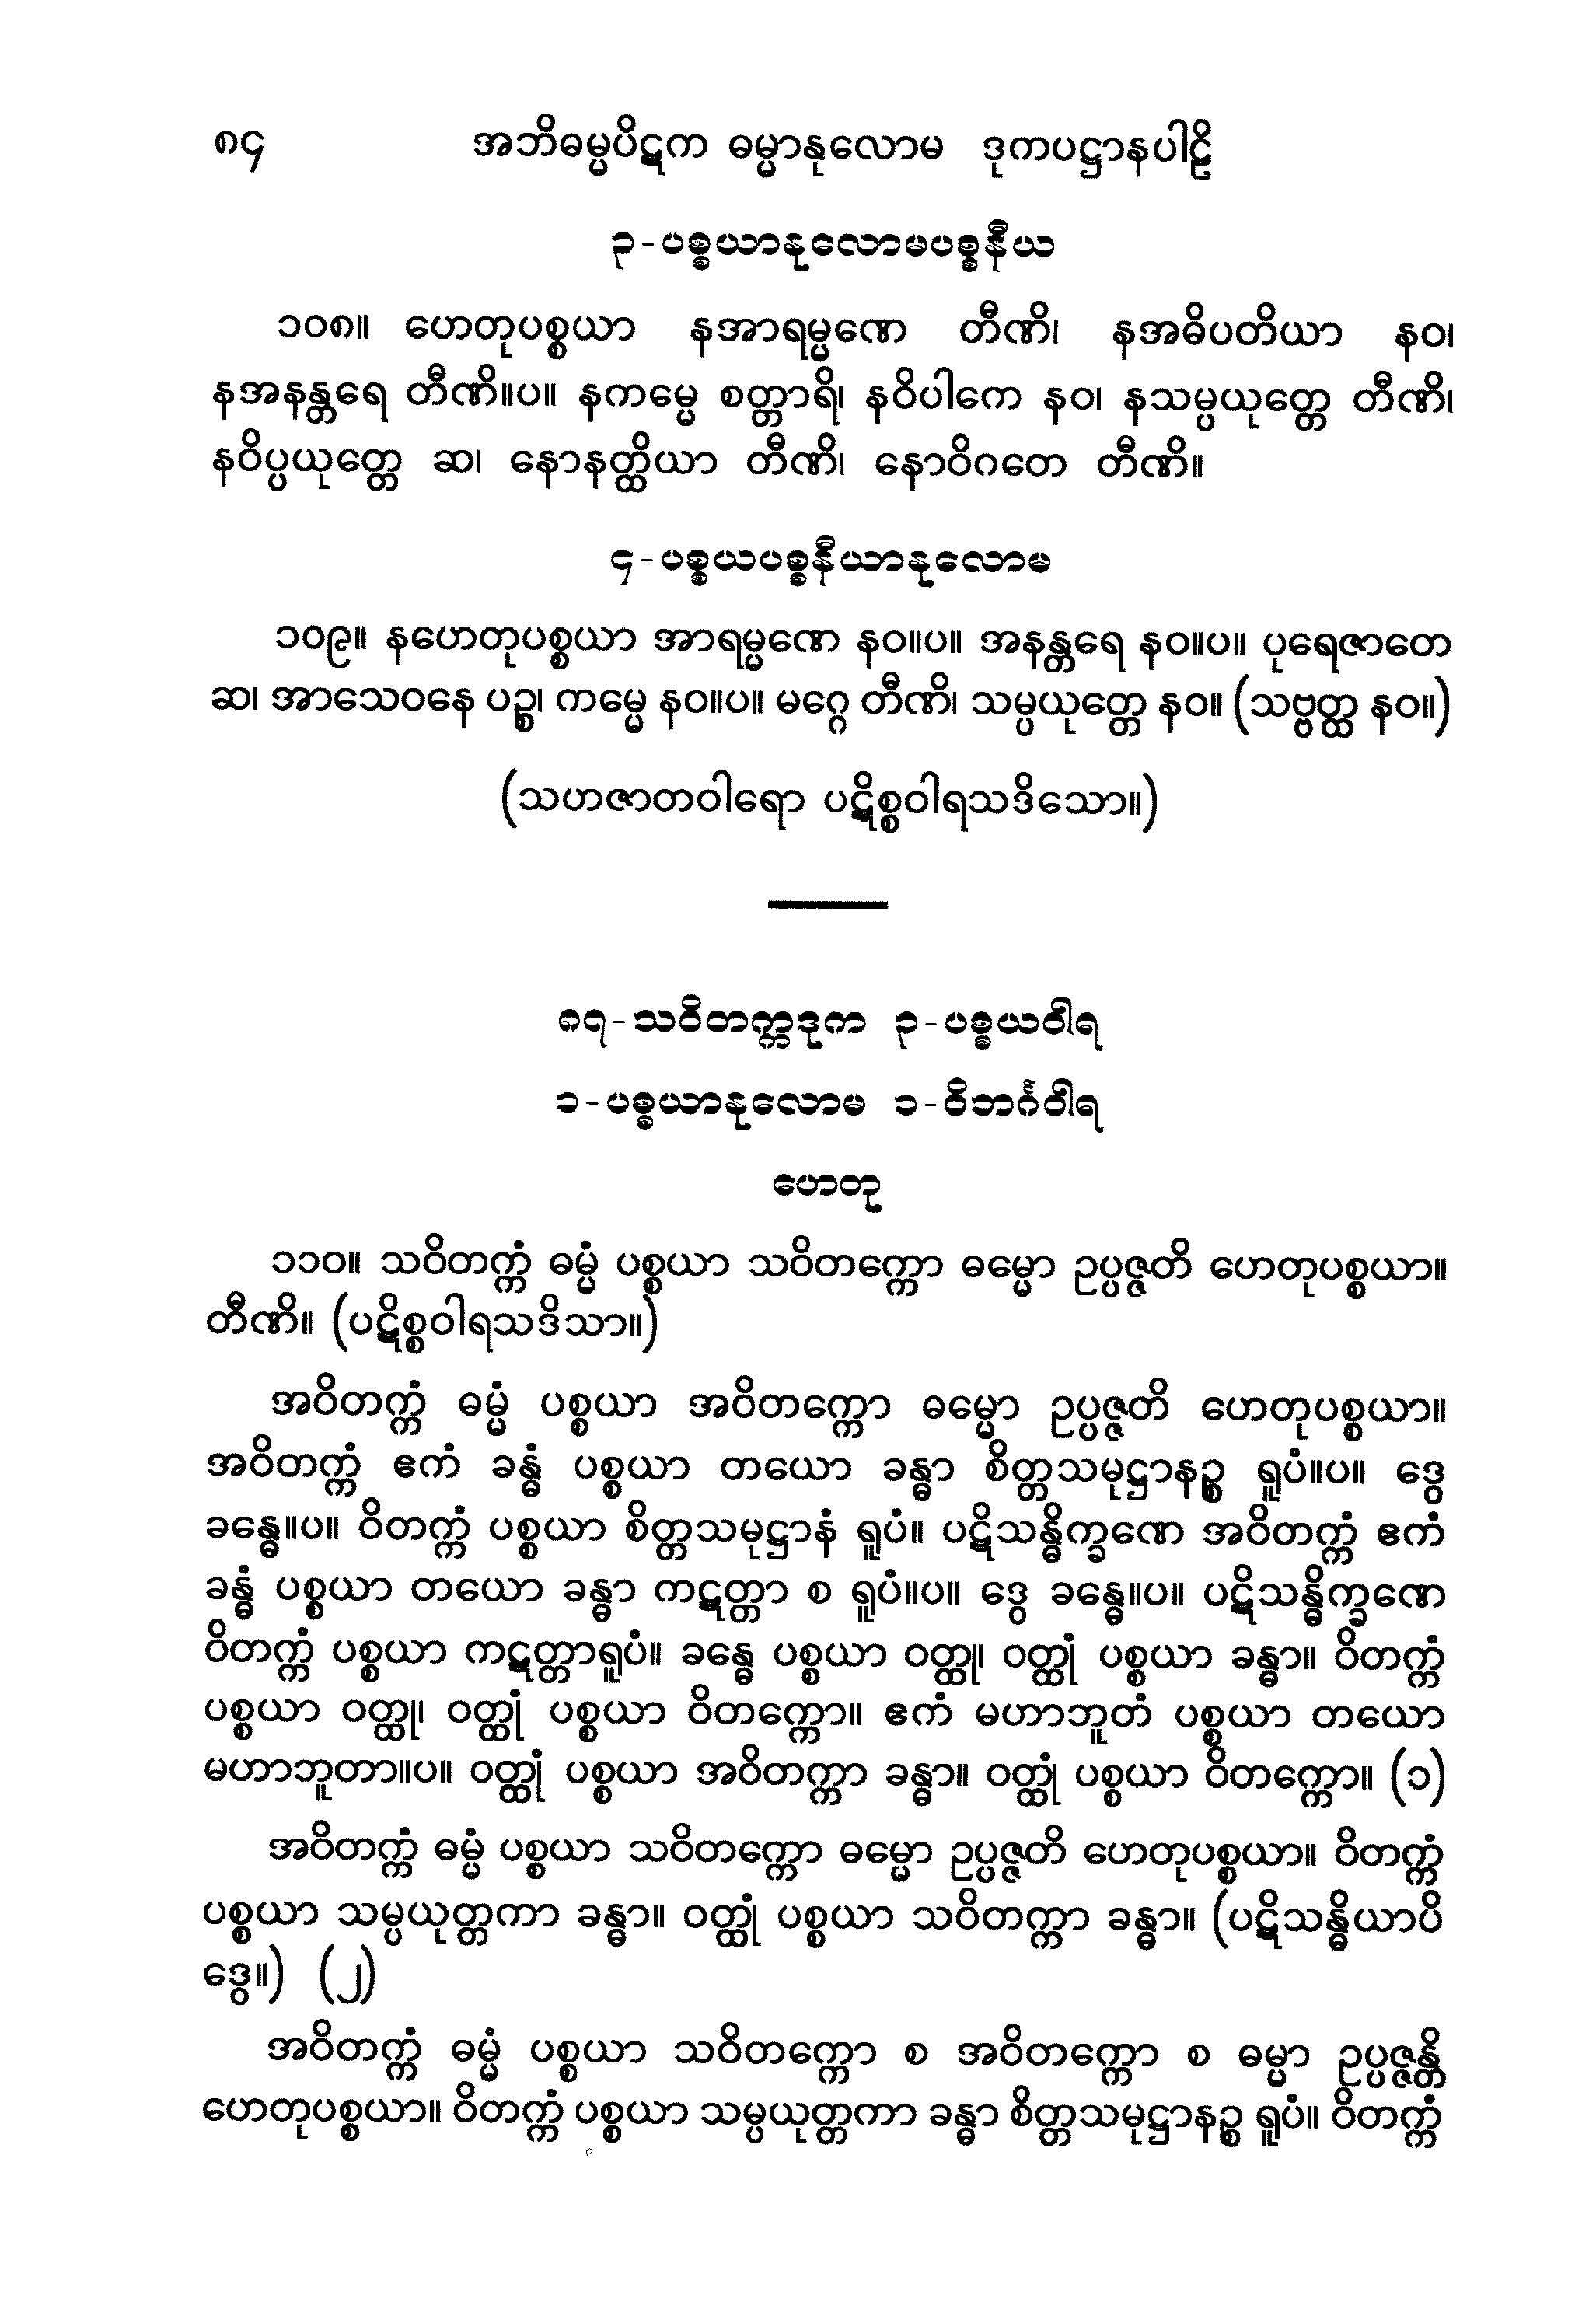 ၈၄ အဘိဓမ္မပိဋက ဓမ္မာနုလောမ ဒုကပဋ္ဌာနပါဠိ
၃-ပစ္စယာနုလောမပစ္စနီယ
၁၀၈။ ဟေတုပစ္စယာ နအာရမ္မဏေ တီဏိ၊ နအဓိပတိယာ နဝ၊
နအနန္တရေ တီဏိ။ပ။ နကမ္မေ စတ္တာရိ၊ နဝိပါကေ နဝ၊ နသမ္ပယုတ္တေ တီဏိ၊
နဝိပ္ပယုတ္တေ ဆ၊ နောနတ္ထိယာ တီဏိ၊ နောဝိဂတေ တီဏိ။
၄-ပစ္စယပစ္စနီယာနုလောမ
၁၀၉။ နဟေတုပစ္စယာ အာရမ္မဏေ နဝ။ပ။ အနန္တရေ နဝ။ပ။ ပုရေဇာတေ
ဆ၊ အာသေဝနေ ပဉ္စ၊ ကမ္မေ နဝ။ပ။ မဂ္ဂေ တီဏိ၊ သမ္ပယုတ္တေ နဝ။ (သဗ္ဗတ္ထ နဝ။)
(သဟဇာတဝါရော ပဋိစ္စဝါရသဒိသော။)
၈၇-သဝိတက္ကဒုက ၃-ပစ္စယဝါရ
၁-ပစ္စယာနုလောမ ၁-ဝိဘင်္ဂဝါရ
ဟေတု
၁၁၀။ သဝိတက္ကံ ဓမ္မံ ပစ္စယာ သဝိတက္ကော ဓမ္မော ဥပ္ပဇ္ဇတိ ဟေတုပစ္စယာ။
တီဏိ။ (ပဋိစ္စဝါရသဒိသာ။)
အဝိတက္ကံ ဓမ္မံ ပစ္စယာ အဝိတက္ကော ဓမ္မော ဥပ္ပဇ္ဇတိ ဟေတုပစ္စယာ။
အဝိတက္ကံ ဧကံ ခန္ဓံ ပစ္စယာ တယော ခန္ဓာ စိတ္တသမုဋ္ဌာနဉ္စ ရူပံ။ပ။ ဒွေ
ခန္ဓေ။ပ။ ဝိတက္ကံ ပစ္စယာ စိတ္တသမုဋ္ဌာနံ ရူပံ။ ပဋိသန္ဓိက္ခဏေ အဝိတက္ကံ ဧကံ
ခန္ဓံ ပစ္စယာ တယော ခန္ဓာ ကဋတ္တာ စ ရူပံ။ပ။ ဒွေ ခန္ဓေ။ပ။ ပဋိသန္ဓိက္ခဏေ
ဝိတက္ကံ ပစ္စယာ ကဋတ္တာရူပံ။ ခန္ဓေ ပစ္စယာ ဝတ္ထု၊ ဝတ္ထုံ ပစ္စယာ ခန္ဓာ။ ဝိတက္ကံ
ပစ္စယာ ဝတ္ထု၊ ဝတ္ထုံ ပစ္စယာ ဝိတက္ကော။ ဧကံ မဟာဘူတံ ပစ္စယာ တယော
မဟာဘူတာ။ပ။ ဝတ္ထုံ ပစ္စယာ အဝိတက္ကာ ခန္ဓာ။ ဝတ္ထုံ ပစ္စယာ ဝိတက္ကော။ (၁)
အဝိတက္ကံ ဓမ္မံ ပစ္စယာ သဝိတက္ကော ဓမ္မော ဥပ္ပဇ္ဇတိ ဟေတုပစ္စယာ။ ဝိတက္ကံ
ပစ္စယာ သမ္ပယုတ္တကာ ခန္ဓာ။ ဝတ္ထုံ ပစ္စယာ သဝိတက္ကာ ခန္ဓာ။ (ပဋိသန္ဓိယာပိ
ဒွေ။) (၂)
အဝိတက္ကံ ဓမ္မံ ပစ္စယာ သဝိတက္ကော စ အဝိတက္ကော စ ဓမ္မာ ဥပ္ပဇ္ဇန္တိ
ဟေတုပစ္စယာ။ ဝိတက္ကံ ပစ္စယာ သမ္ပယုတ္တကာ ခန္ဓာ စိတ္တသမုဋ္ဌာနဉ္စ ရူပံ။ ဝိတက္ကံ